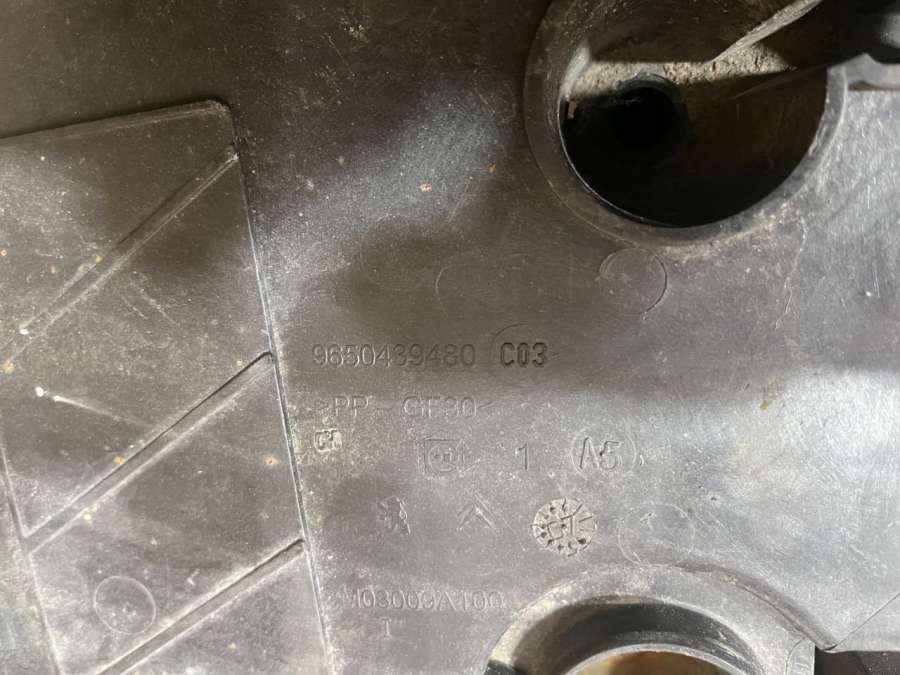 9650439480 C03
>PP - GF30<
1 A5
M03009A100
I